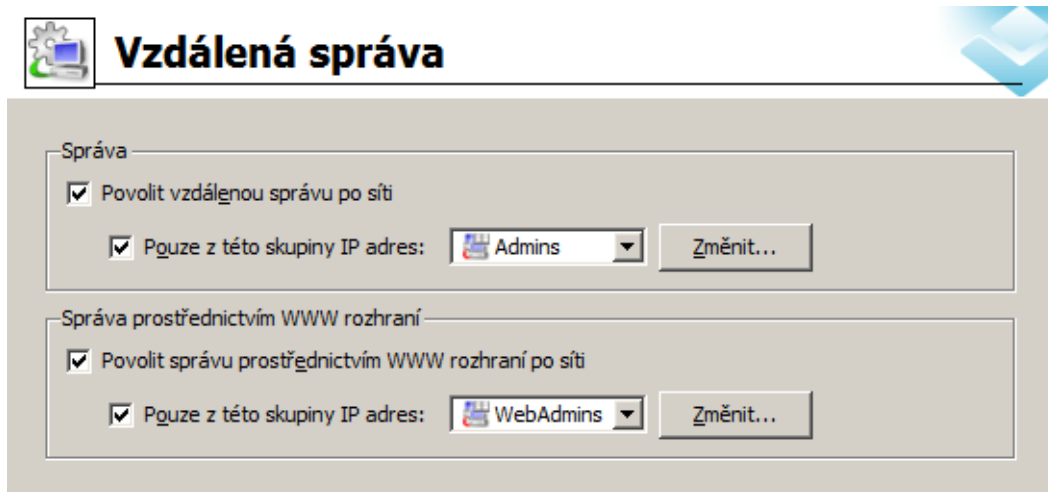 Vzdálená správa
Správa
Povolit vzdálenou správu po síti
Pouze z této skupiny IP adres: Admins Změnit...
Správa prostřednictvím WWW rozhraní
Povolit správu prostřednictvím WWW rozhraní po síti
Pouze z této skupiny IP adres: WebAdmins Změnit...